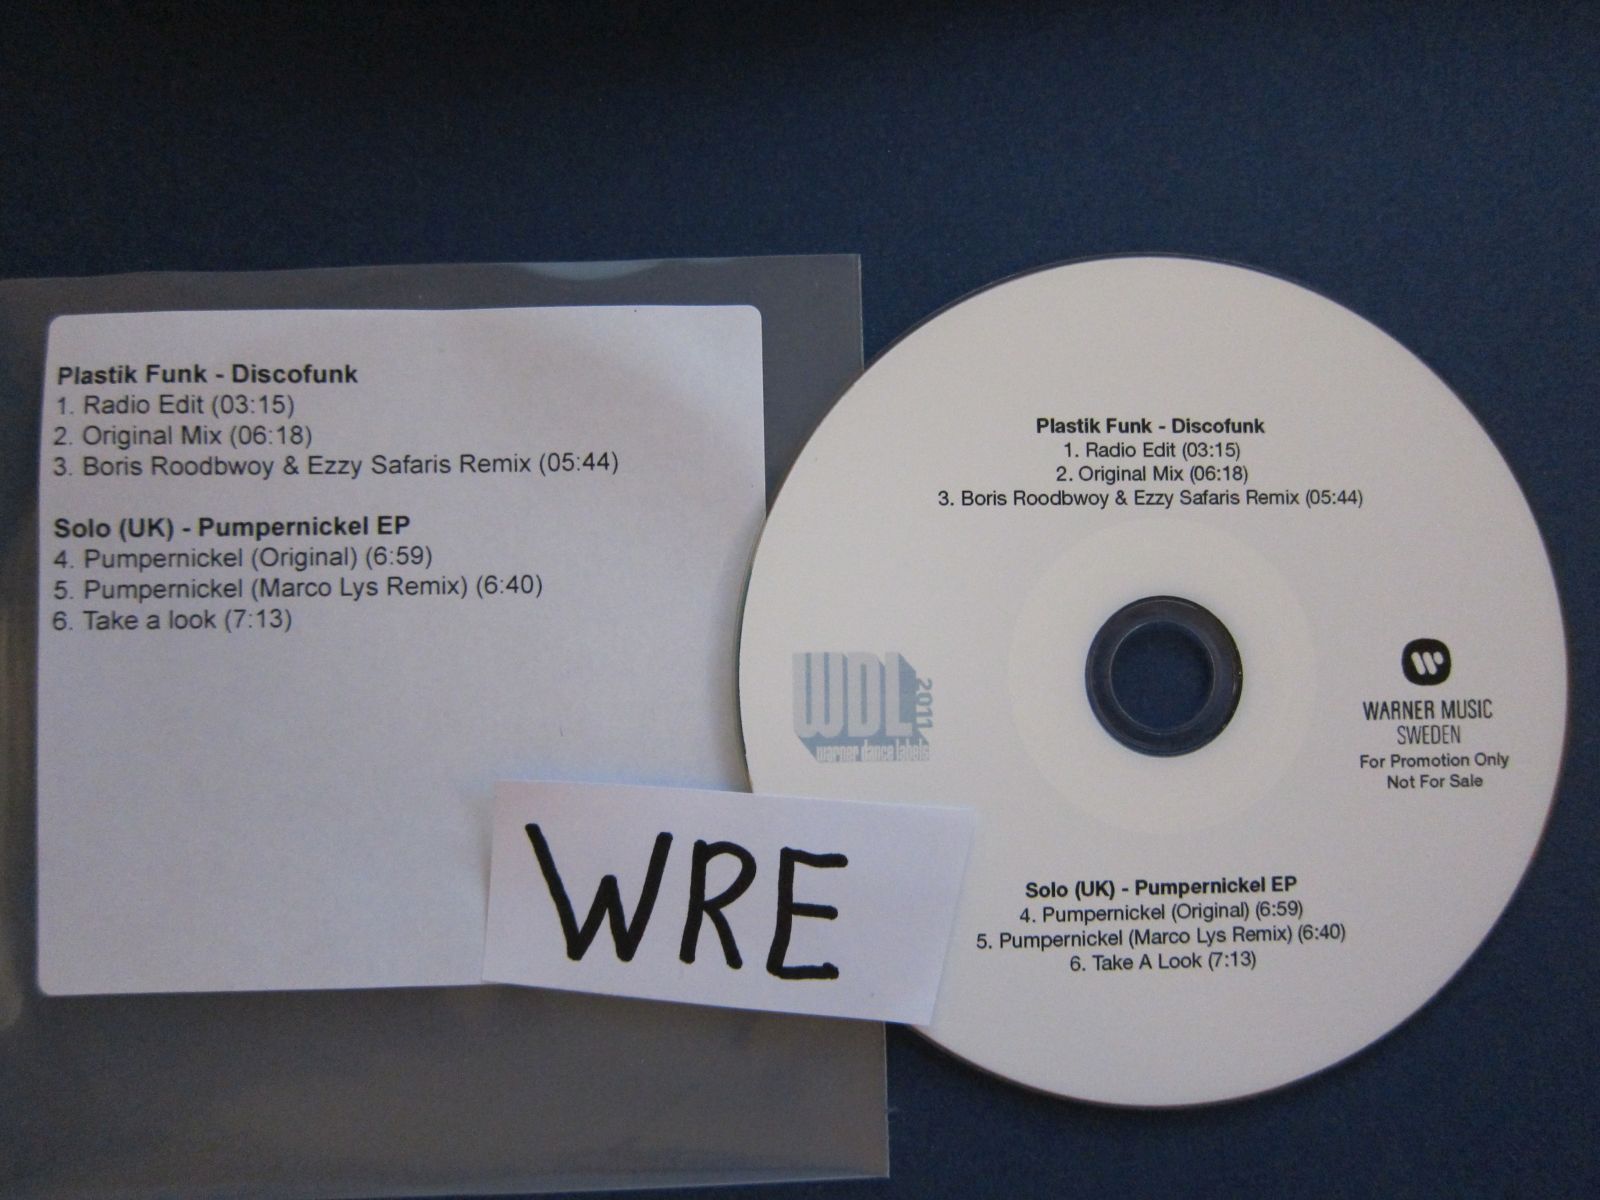 Plastik Funk - Discofunk
1. Radio Edit (03:15)
2. Original Mix (06:18)
3. Boris Roodbwoy & Ezzy Safaris Remix (05:44)
Solo (UK) - Pumpernickel EP
4. Pumpernickel (Original) (6:59)
5. Pumpernickel (Marco Lys Remix) (6:40)
6. Take a look (7:13)
WRE
Plastik Funk - Discofunk
1. Radio Edit (03:15)
2. Original Mix (06:18)
3. Boris Roodbwoy & Ezzy Safaris Remix (05:44)
WDL
2011
warner dance labels
WARNER MUSIC
SWEDEN
For Promotion Only
Not For Sale
Solo (UK) - Pumpernickel EP
4. Pumpernickel (Original) (6:59)
5. Pumpernickel (Marco Lys Remix) (6:40)
6. Take A Look (7:13)